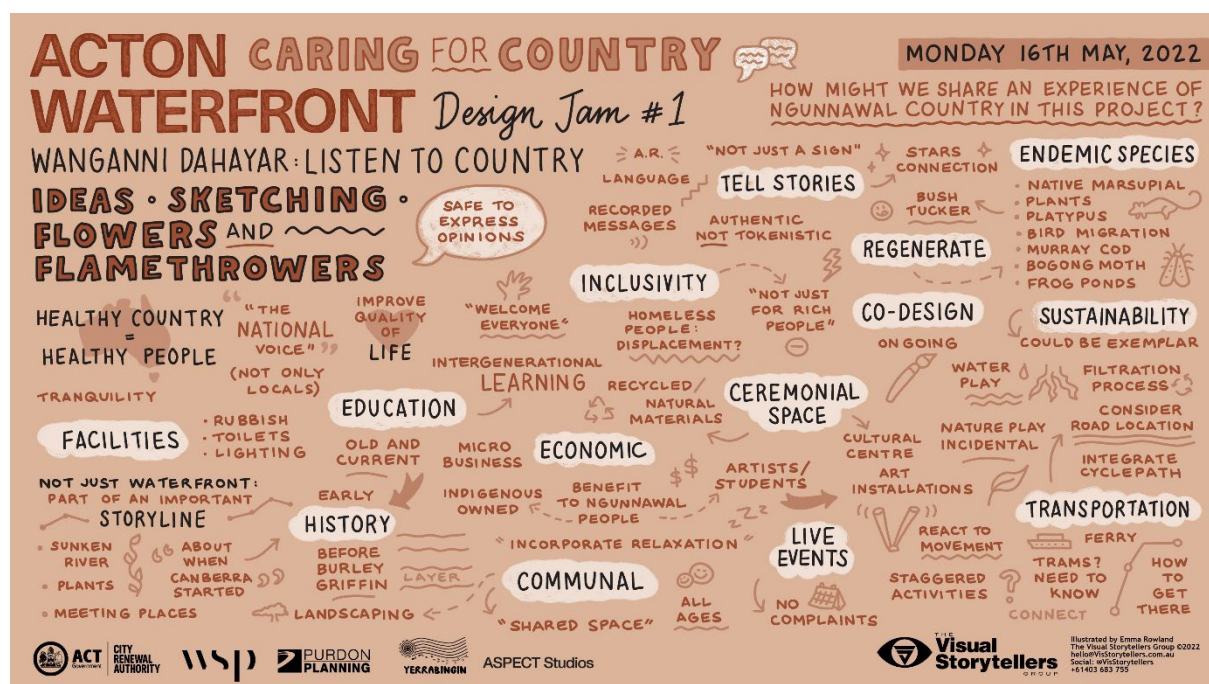 ACTON CARING FOR COUNTRY
WATERFRONT Design Jam #1
MONDAY 16TH MAY, 2022
HOW MIGHT WE SHARE AN EXPERIENCE OF
NGUNNAWAL COUNTRY IN THIS PROJECT?
WANGANNI DAHAYAR: LISTEN TO COUNTRY
IDEAS • SKETCHING •
FLOWERS AND
FLAMETHROWERS
SAFE TO
EXPRESS
OPINIONS
A.R.
LANGUAGE
RECORDED
MESSAGES
"NOT JUST A SIGN"
TELL STORIES
AUTHENTIC
NOT TOKENISTIC
STARS
CONNECTION
BUSH
TUCKER
REGENERATE
ENDEMIC SPECIES
• NATIVE MARSUPIAL
• PLANTS
• PLATYPUS
• BIRD MIGRATION
• MURRAY COD
• BOGONG MOTH
• FROG PONDS
HEALTHY COUNTRY
=
HEALTHY PEOPLE
TRANQUILITY
"THE
NATIONAL
VOICE"
(NOT ONLY
LOCALS)
IMPROVE
QUALITY
OF
LIFE
INCLUSIVITY
"WELCOME
EVERYONE"
HOMELESS
PEOPLE:
DISPLACEMENT?
"NOT JUST
FOR RICH
PEOPLE"
CO-DESIGN
ON GOING
SUSTAINABILITY
COULD BE EXEMPLAR
INTERGENERATIONAL
LEARNING
EDUCATION
OLD AND
CURRENT
RECYCLED/
NATURAL
MATERIALS
CEREMONIAL
SPACE
WATER
PLAY
FILTRATION
PROCESS
CONSIDER
ROAD LOCATION
INTEGRATE
CYCLEPATH
NATURE PLAY
INCIDENTAL
CULTURAL
CENTRE
ART
INSTALLATIONS
REACT TO
MOVEMENT
FACILITIES
• RUBBISH
• TOILETS
• LIGHTING
MICRO
BUSINESS
ECONOMIC
$$
INDIGENOUS
OWNED
BENEFIT
TO NGUNNAWAL
PEOPLE
ARTISTS/
STUDENTS
NOT JUST WATERFRONT:
PART OF AN IMPORTANT
STORYLINE
• SUNKEN
RIVER
• PLANTS
• MEETING PLACES
"ABOUT
WHEN
CANBERRA
STARTED"
EARLY
HISTORY
BEFORE
BURLEY
GRIFFIN
LAYER
LANDSCAPING
"INCORPORATE RELAXATION"
ZZZ
COMMUNAL
"SHARED SPACE"
ALL
AGES
LIVE
EVENTS
NO
COMPLAINTS
STAGGERED
ACTIVITIES
TRANSPORTATION
FERRY
TRAMS?
NEED TO
KNOW
CONNECT
HOW
TO
GET
THERE
ACT
Government
CITY
RENEWAL
AUTHORITY
wsp
PURDON
PLANNING
YERRABINGIN
ASPECT Studios
THE
Visual
Storytellers
GROUP
Illustrated by Emma Rowland
The Visual Storytellers Group ©2022
hello@VisStorytellers.com.au
Social: @VisStorytellers
+61403 683 755